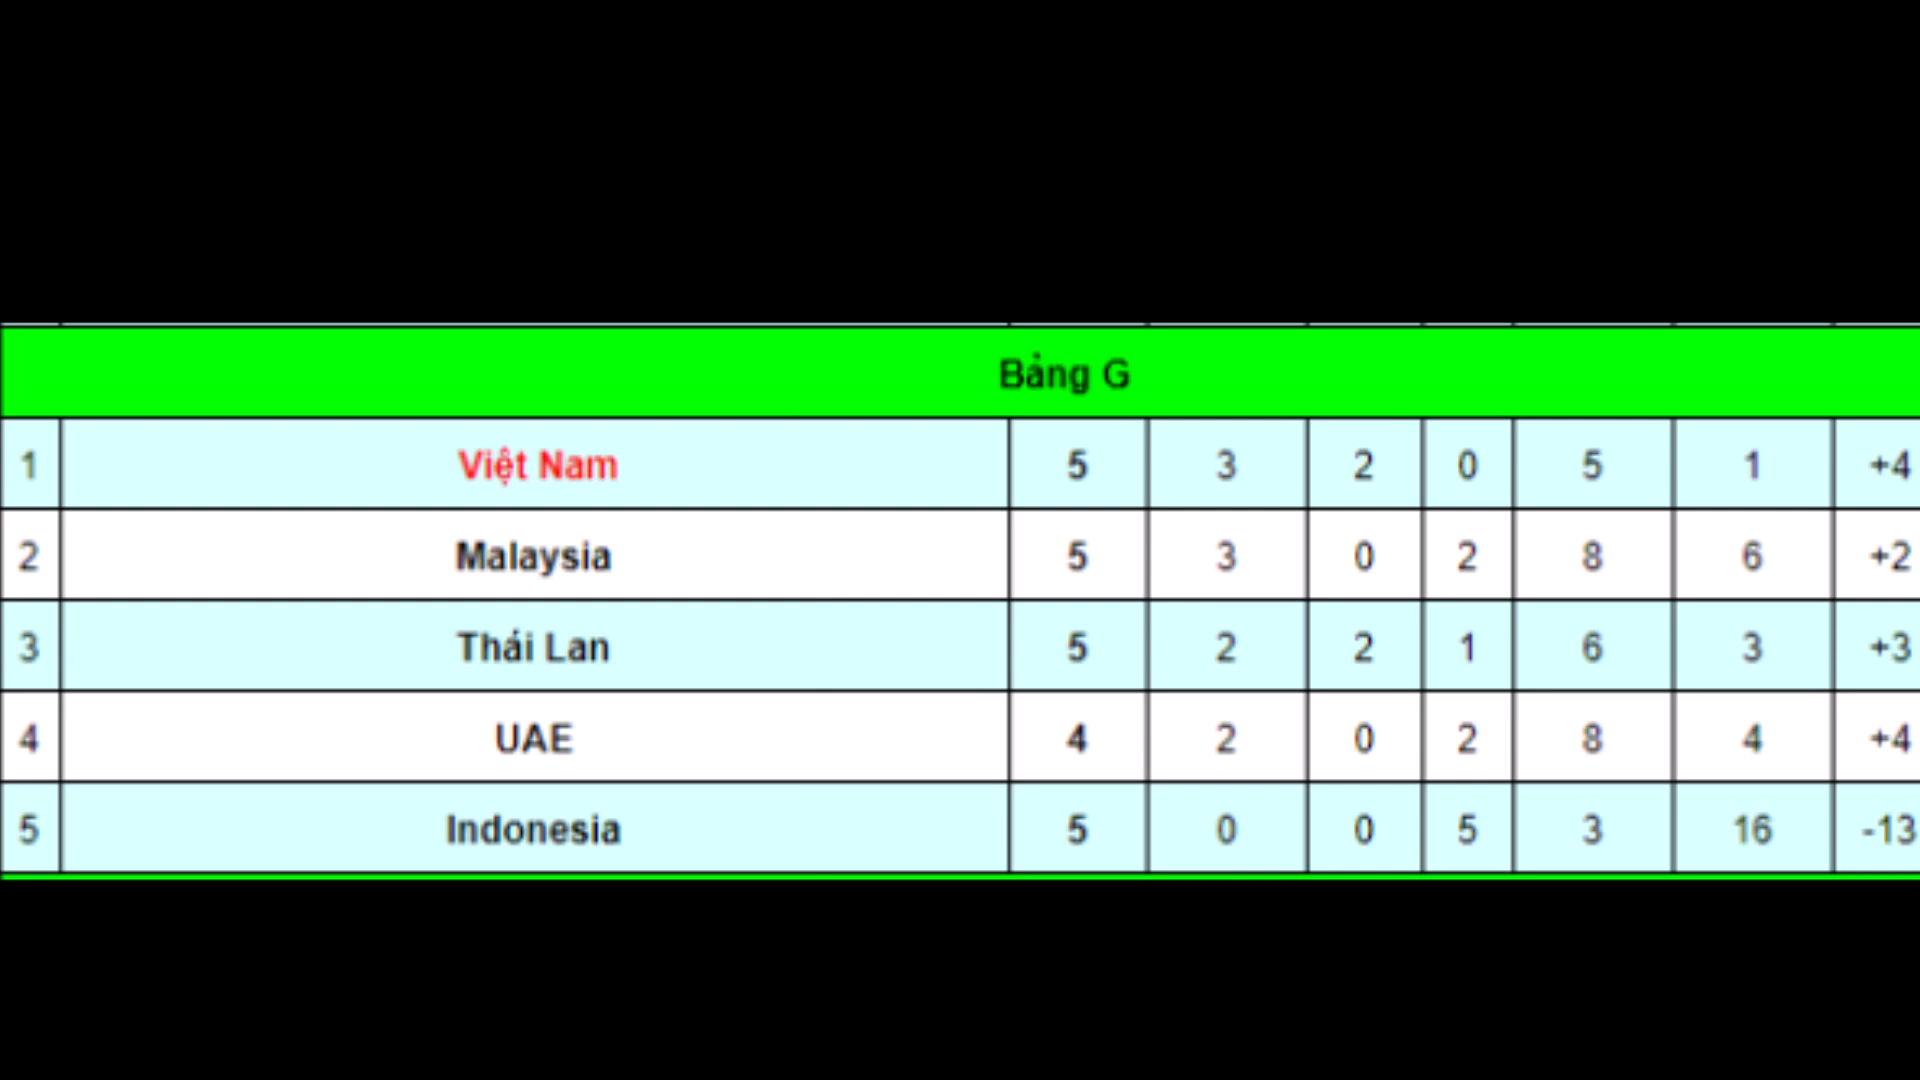 Bảng G
1 Việt Nam 5 3 2 0 5 1 +4
2 Malaysia 5 3 0 2 8 6 +2
3 Thái Lan 5 2 2 1 6 3 +3
4 UAE 4 2 0 2 8 4 +4
5 Indonesia 5 0 0 5 3 16 -13